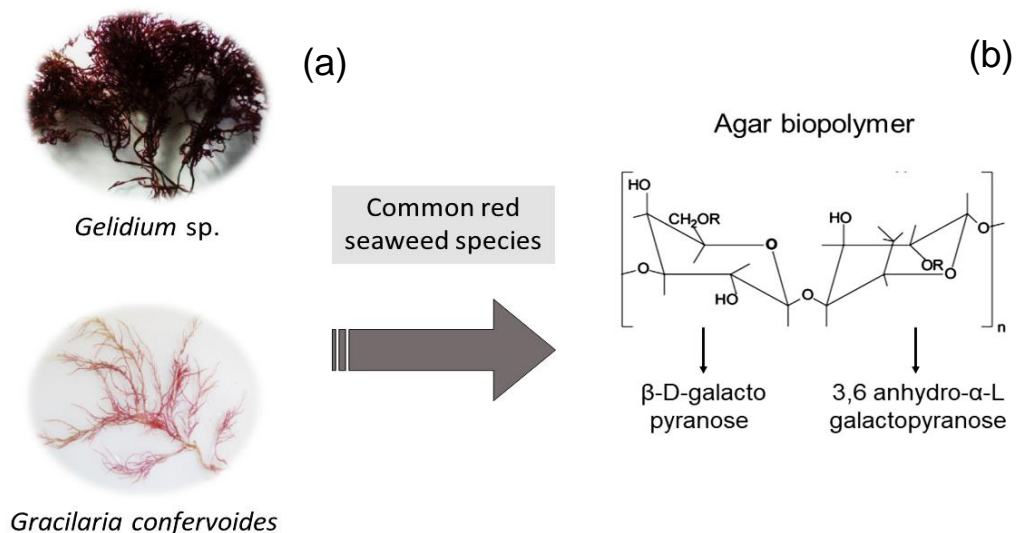 (a)
Gelidium sp.
Common red
seaweed species
Gracilaria confervoides
(b)
Agar biopolymer
HO
CH₂OR
O
HO
O
HO
O
OR
O
O
n
β-D-galacto
pyranose
3,6 anhydro-α-L
galactopyranose